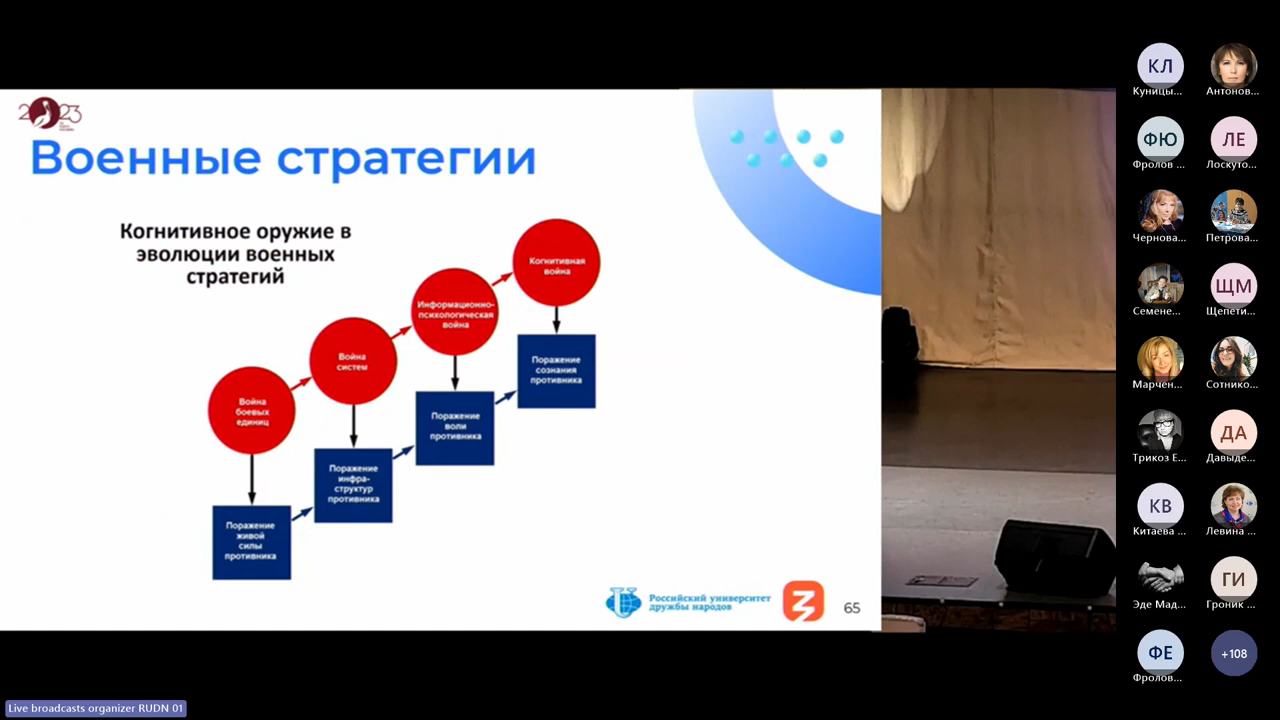 2023
Военные стратегии
Когнитивное оружие в
эволюции военных
стратегий
Когнитивная
война
Информационно-
психологическая
война
Война
систем
Война
боевых
единиц
Поражение
сознания
противника
Поражение
воли
противника
Поражение
инфра-
структур
противника
Поражение
живой
силы
противника
Российский университет
дружбы народов
65
КЛ
Куницы...
Антонов...
ФЮ
Фролов ...
ЛЕ
Лоскуто...
Чернова...
Петрова...
Семене...
ЩМ
Щепети...
Марчен...
Сотнико...
Трикоз Е...
ДА
Давыде...
КВ
Китаева ...
Левина ...
Эде Мад...
ГИ
Гроник ...
ФЕ
Фролов...
+108
Live broadcasts organizer RUDN 01